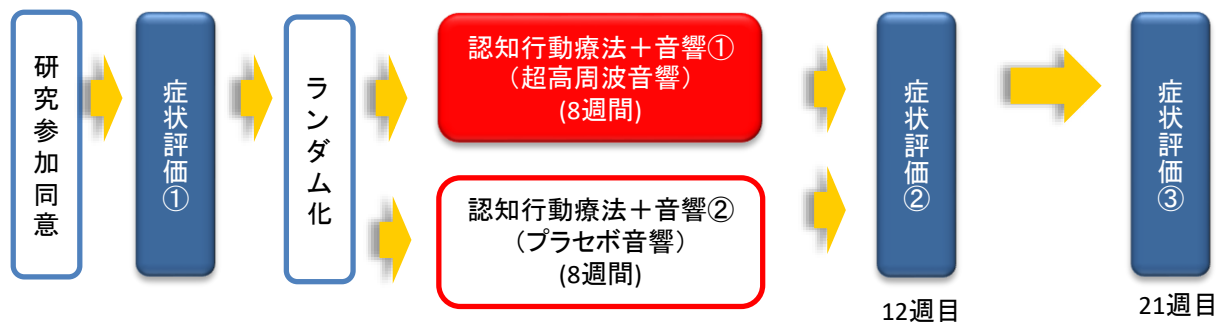 研究参加同意
症状評価①
ランダム化
認知行動療法＋音響①
（超高周波音響）
(8週間)
認知行動療法＋音響②
（プラセボ音響）
(8週間)
症状評価②
12週目
症状評価③
21週目